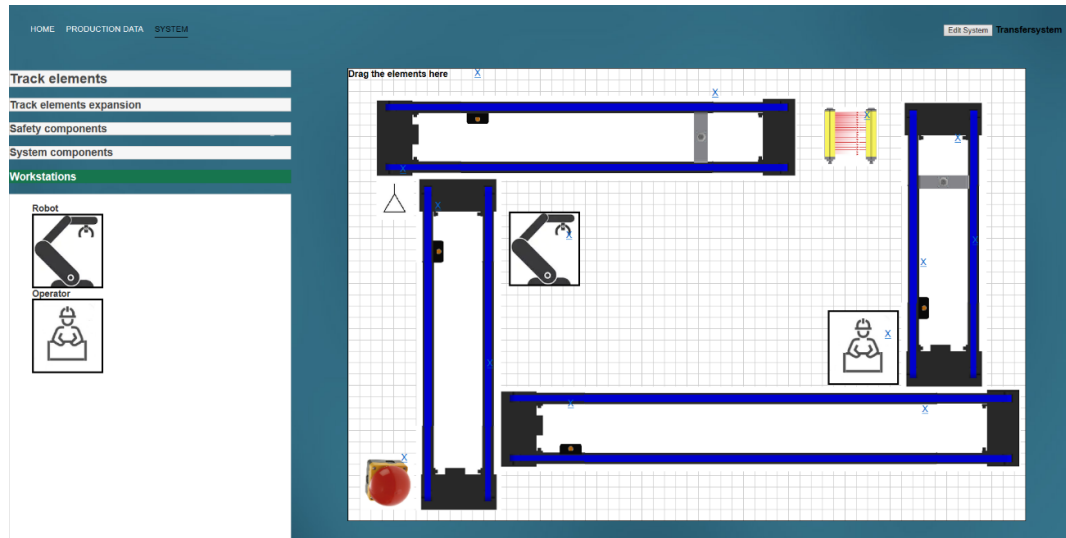 HOME PRODUCTION DATA SYSTEM
Edit System Transfersystem
Track elements
Track elements expansion
Safety components
System components
Workstations
Robot
Operator
Drag the elements here X
X
X
X
X
X
X
X
X
X
X
X
X
X
X